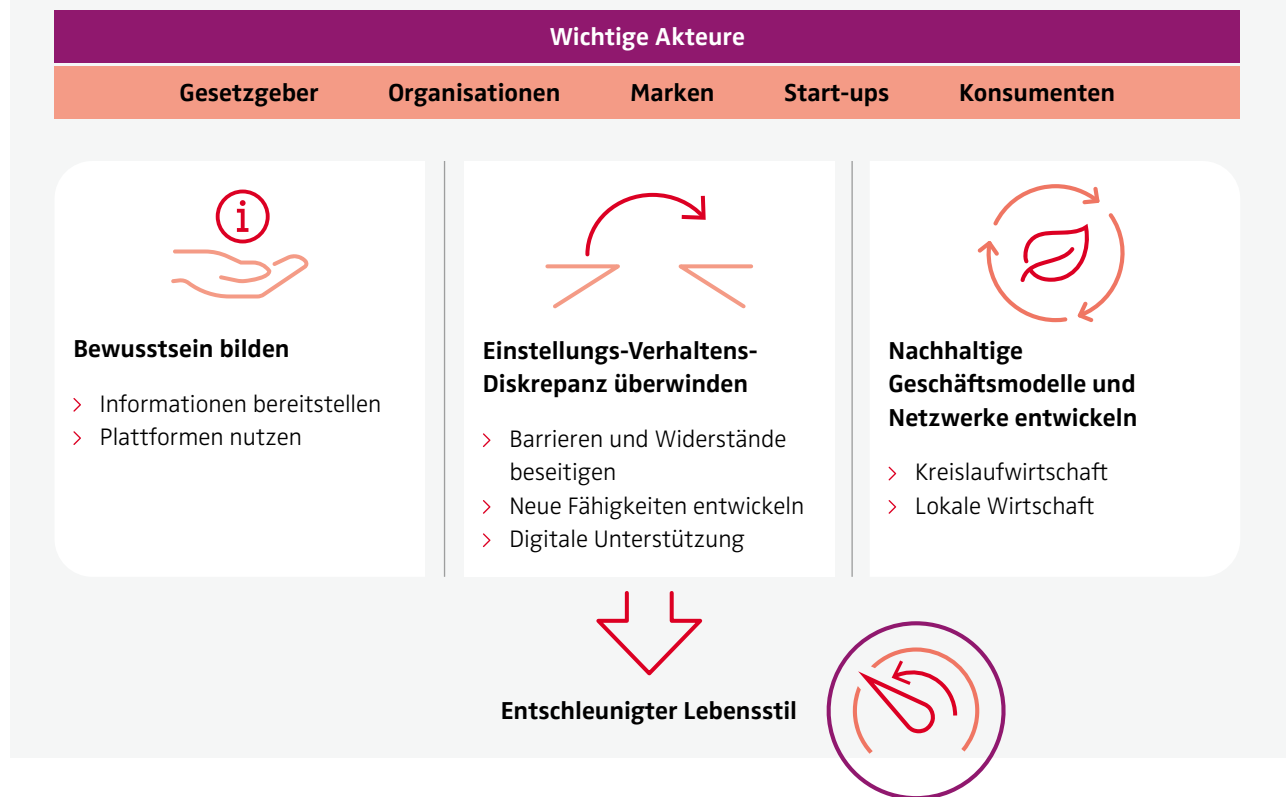 Wichtige Akteure
Gesetzgeber Organisationen Marken Start-ups Konsumenten
i
Bewusstsein bilden
> Informationen bereitstellen
> Plattformen nutzen
Einstellungs-Verhaltens-
Diskrepanz überwinden
> Barrieren und Widerstände
beseitigen
> Neue Fähigkeiten entwickeln
> Digitale Unterstützung
Nachhaltige
Geschäftsmodelle und
Netzwerke entwickeln
> Kreislaufwirtschaft
> Lokale Wirtschaft
Entschleunigter Lebensstil